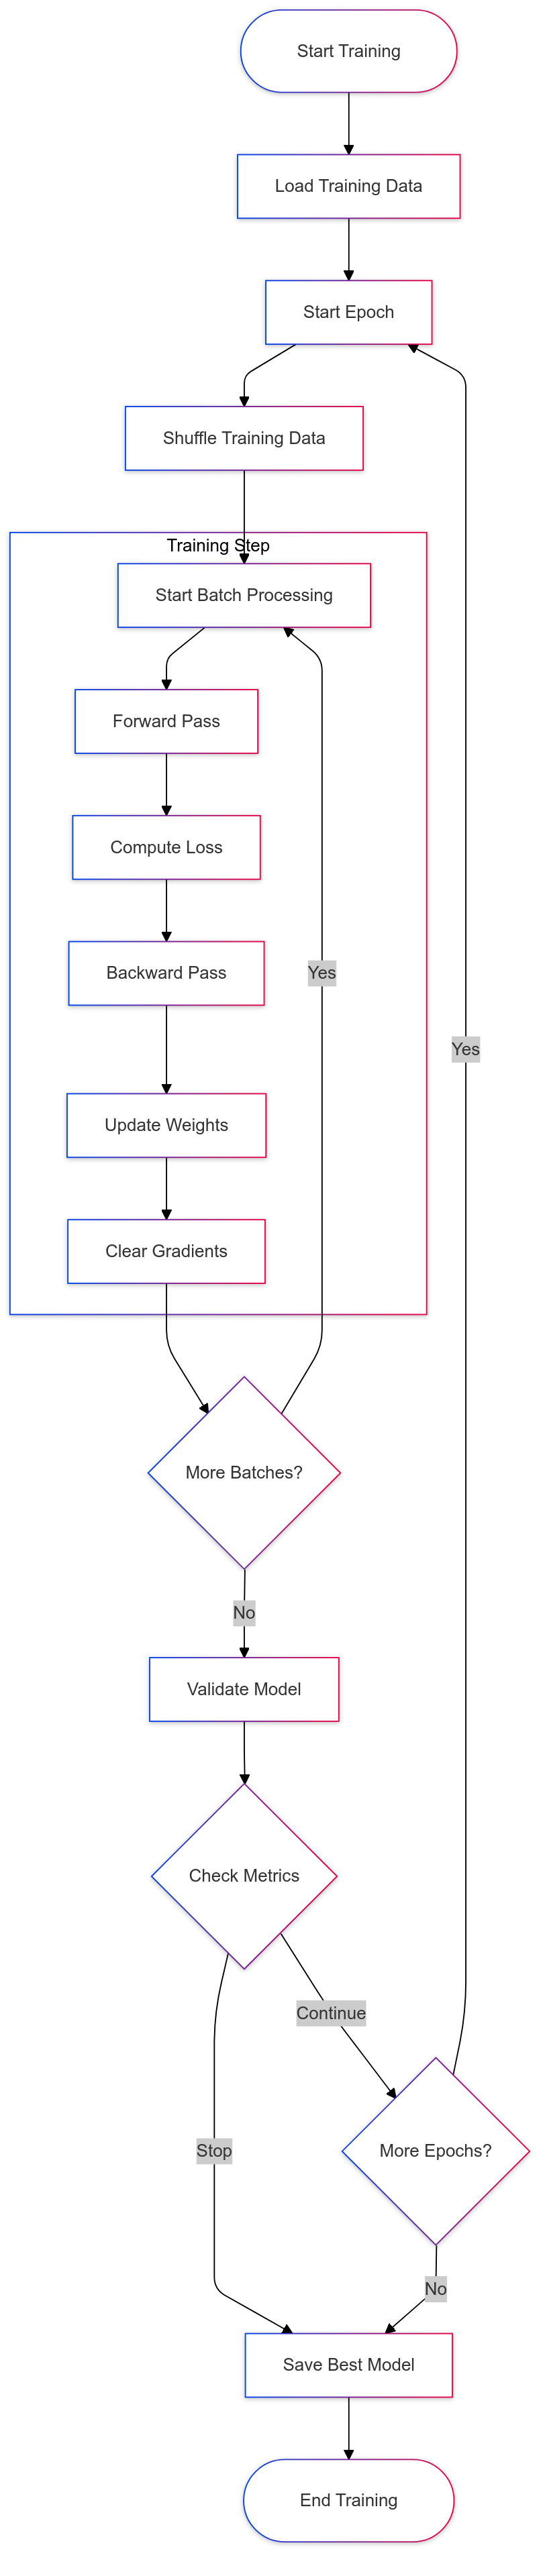 Start Training
Load Training Data
Start Epoch
Shuffle Training Data
Training Step
Start Batch Processing
Forward Pass
Compute Loss
Backward Pass
Yes
Yes
Update Weights
Clear Gradients
More Batches?
No
Validate Model
Check Metrics
Continue
Stop
More Epochs?
No
Save Best Model
End Training